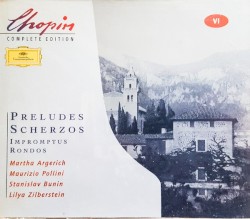 Chopin
COMPLETE EDITION
VI
PRELUDES
SCHERZOS
IMPROMPTUS
RONDOS
Martha Argerich
Maurizio Pollini
Stanislav Bunin
Lilya Zilberstein